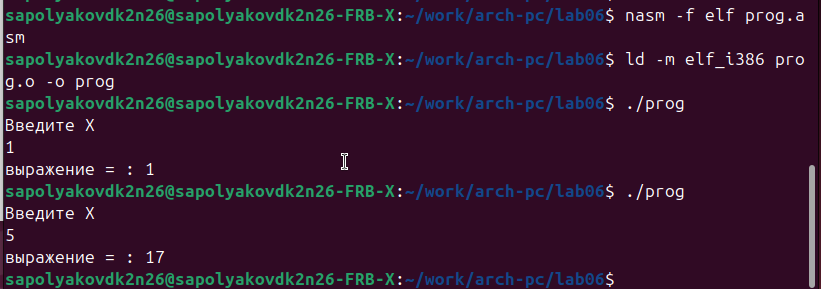 sapolyakovdk2n26@sapolyakovdk2n26-FRB-X:~/work/arch-pc/lab06$ nasm -f elf prog.a
sm
sapolyakovdk2n26@sapolyakovdk2n26-FRB-X:~/work/arch-pc/lab06$ ld -m elf_i386 pro
g.o -o prog
sapolyakovdk2n26@sapolyakovdk2n26-FRB-X:~/work/arch-pc/lab06$ ./prog
Введите X
1
выражение = : 1
sapolyakovdk2n26@sapolyakovdk2n26-FRB-X:~/work/arch-pc/lab06$ ./prog
Введите X
5
выражение = : 17
sapolyakovdk2n26@sapolyakovdk2n26-FRB-X:~/work/arch-pc/lab06$